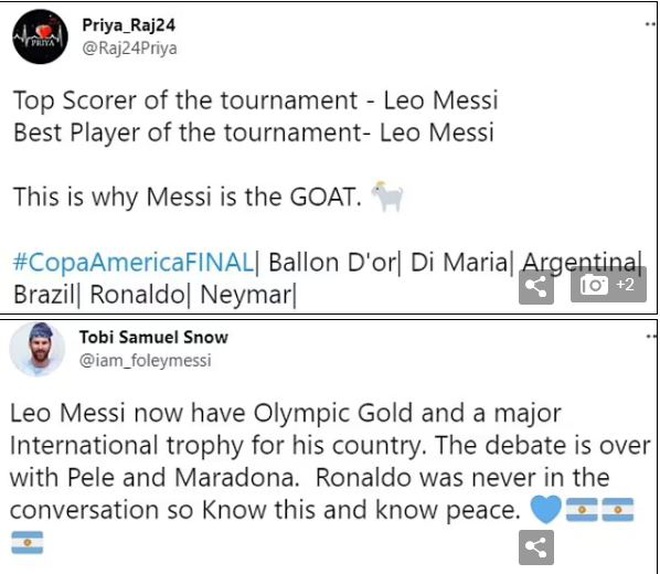 PRIYA
Priya_Raj24
@Raj24Priya
Top Scorer of the tournament - Leo Messi
Best Player of the tournament- Leo Messi
This is why Messi is the GOAT. 🐐
#CopaAmericaFINAL| Ballon D'or| Di Maria| Argentina|
Brazil| Ronaldo| Neymar|
+2
Tobi Samuel Snow
@iam_foleymessi
Leo Messi now have Olympic Gold and a major
International trophy for his country. The debate is over
with Pele and Maradona. Ronaldo was never in the
conversation so Know this and know peace. 💙🇦🇷🇦🇷
🇦🇷